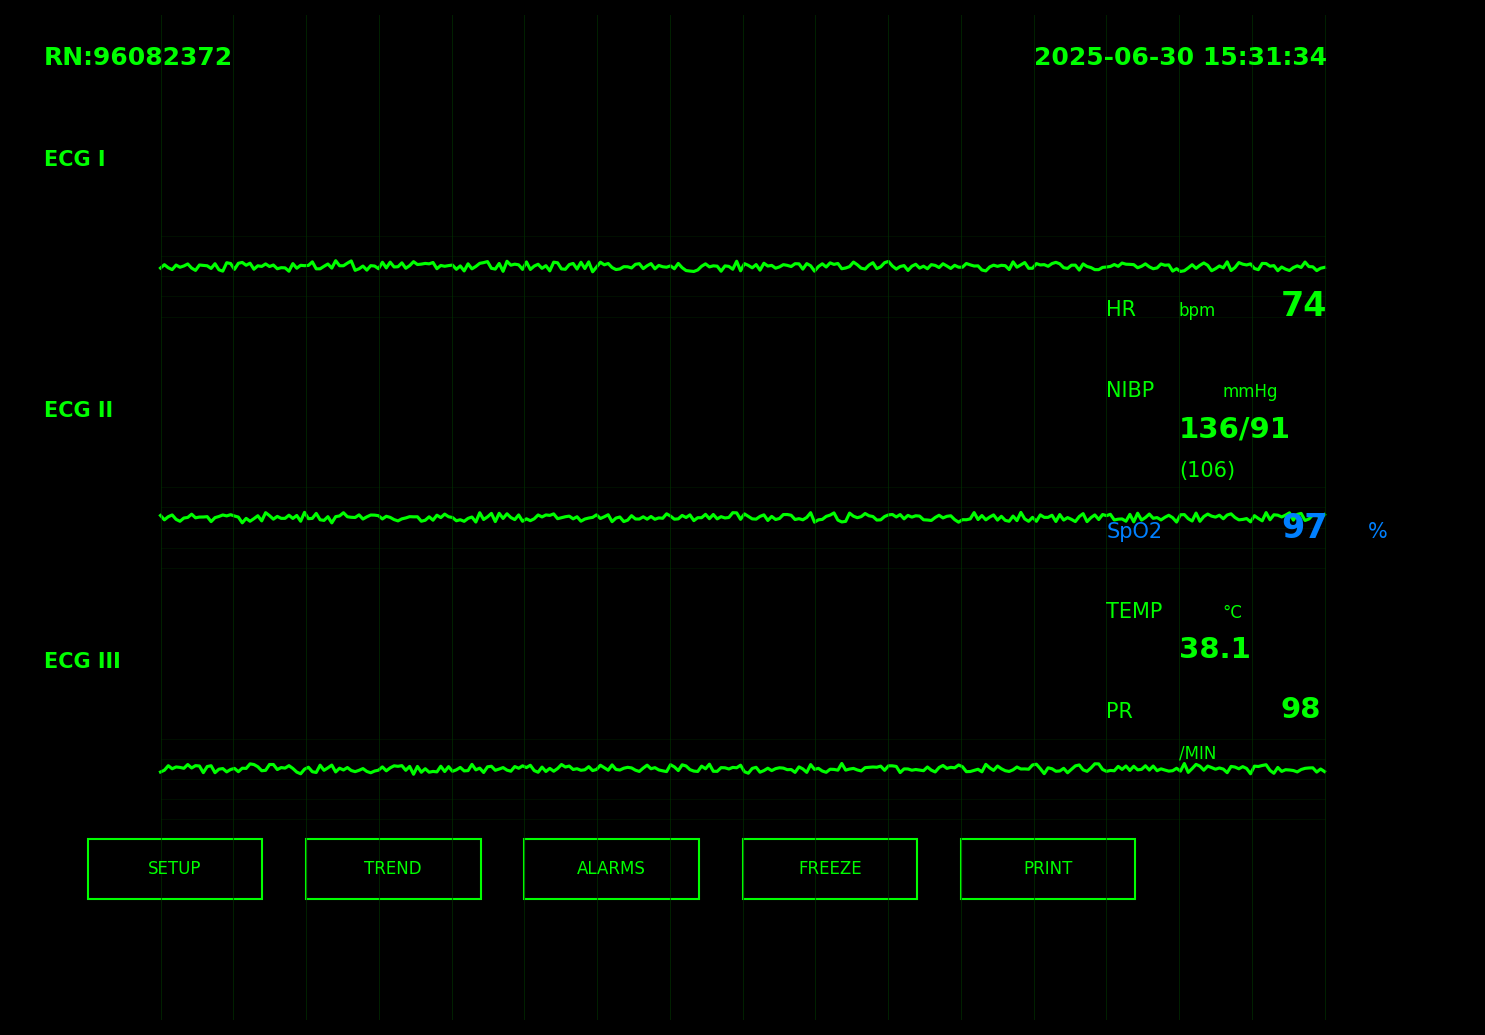 RN:96082372 2025-06-30 15:31:34
ECG I
HR bpm 74
NIBP mmHg
ECG II
136/91
(106)
SpO2 97 %
TEMP °C
38.1
ECG III
PR 98
/MIN
SETUP TREND ALARMS FREEZE PRINT